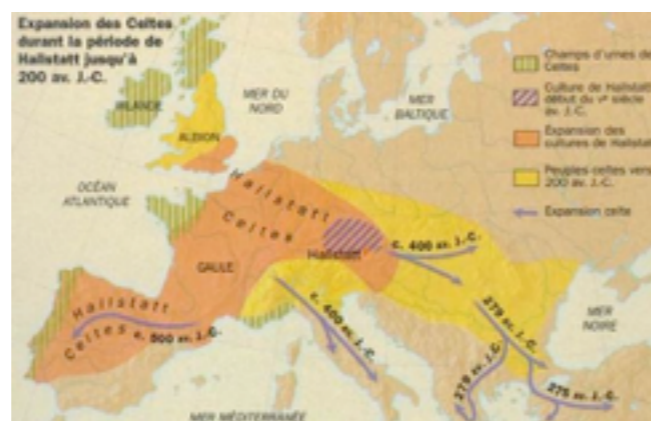 Expansion des Celtes
durant la période de
Hallstatt jusqu'à
200 av. J.-C.
Champs d'urnes de
Celtes
Culture de Hallstatt
début du Vᵉ siècle
av. J.-C.
Expansion des
cultures de Hallstatt
Peuples celtes vers
200 av. J.-C.
Expansion celte
IRLANDE
ALBION
MER DU
NORD
MER
BALTIQUE
OCÉAN
ATLANTIQUE
Hallstatt
Celtes
Hallstatt
c. 400 av. J.-C.
GAULE
Hallstatt
Celtes
c. 500 av. J.-C.
c. 400 av. J.-C.
279 av. J.-C.
279 av. J.-C.
275 av. J.-C.
MER
NOIRE
MER MÉDITERRANÉE